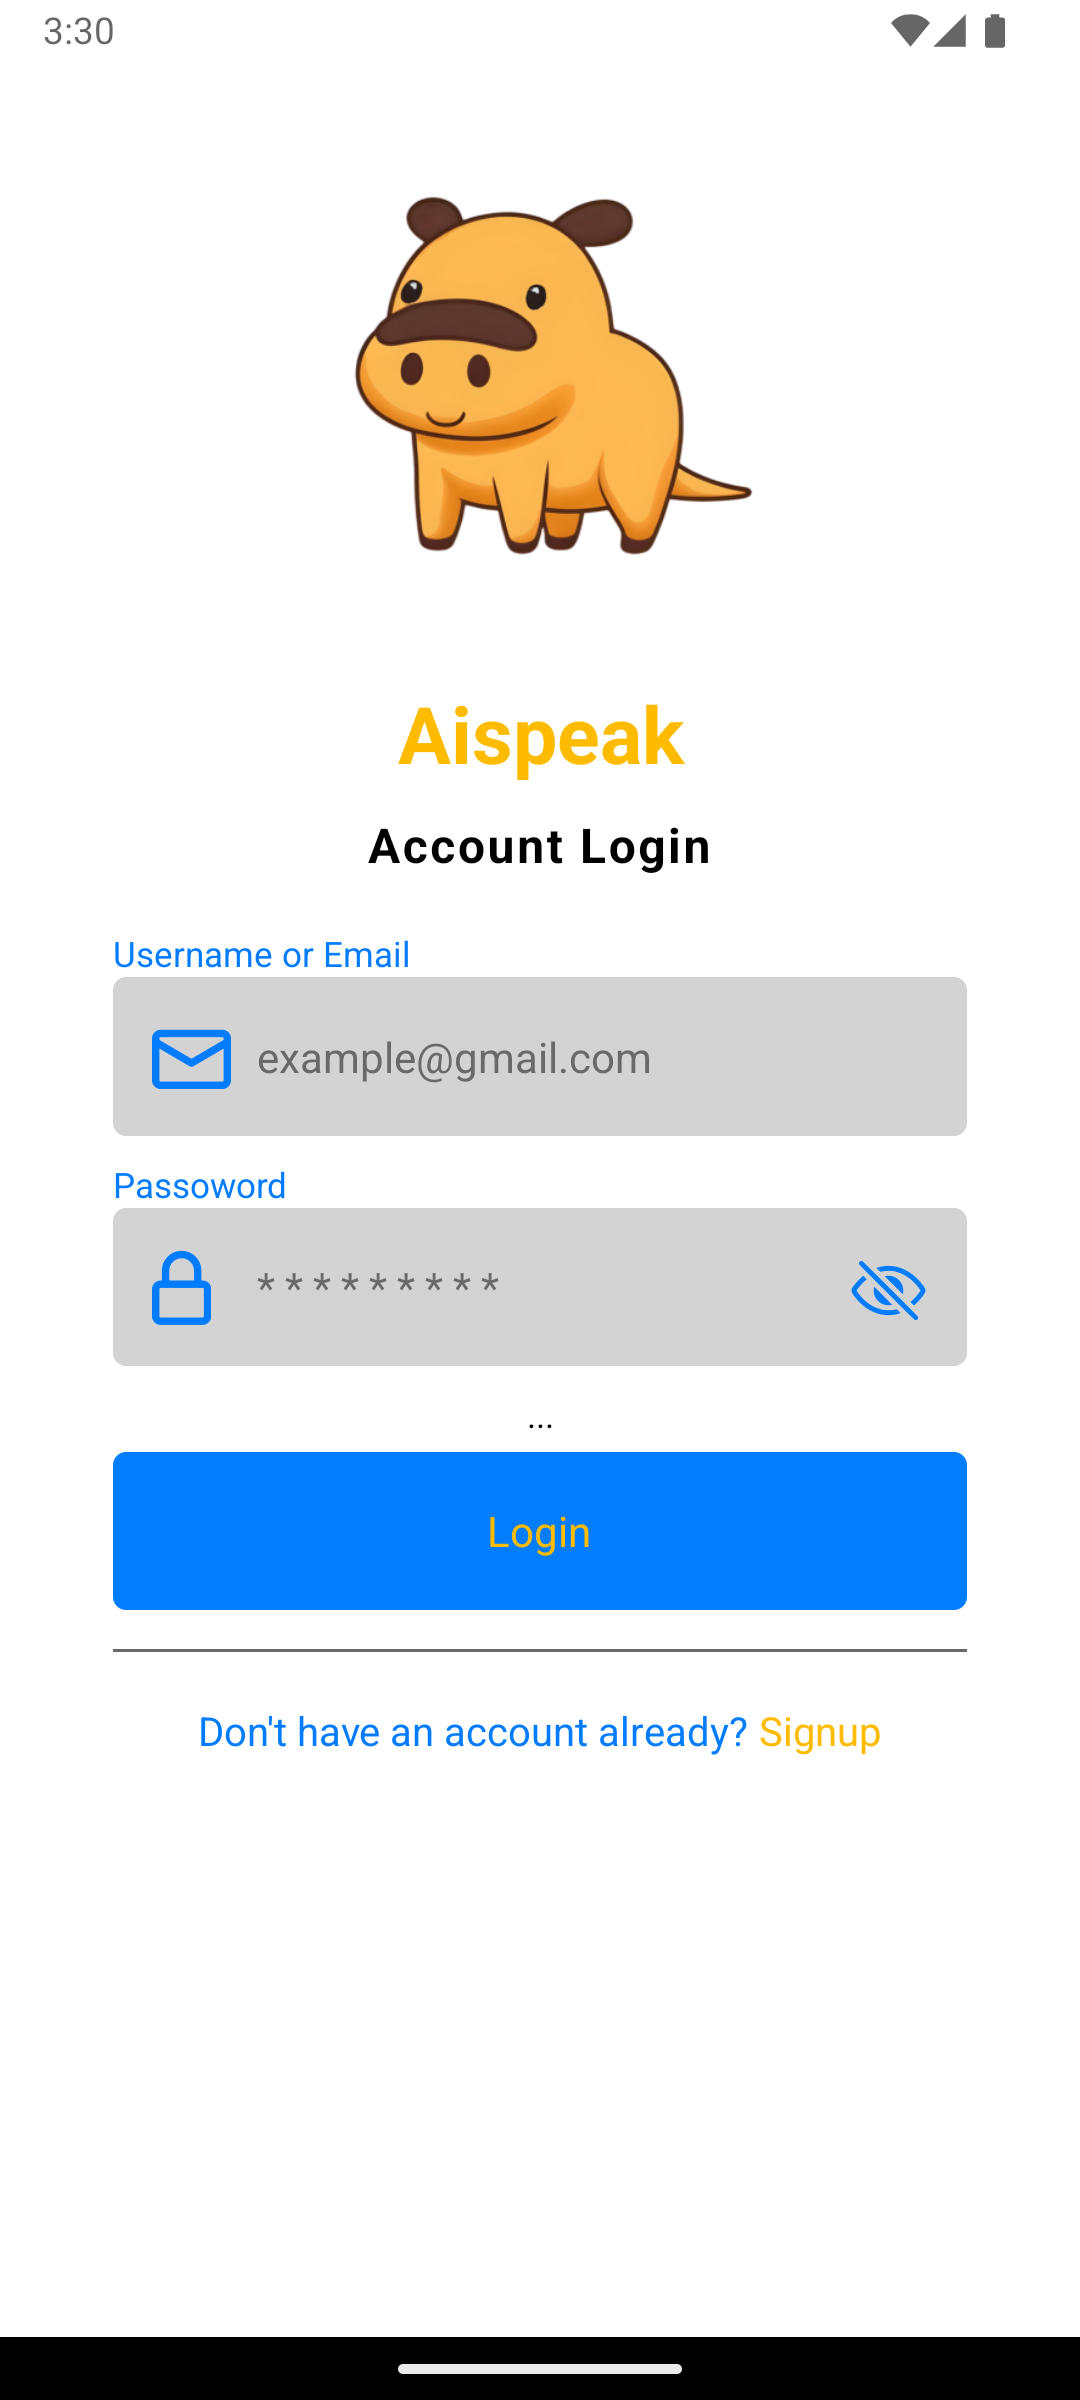 3:30
Aispeak
Account Login
Username or Email
example@gmail.com
Passoword
* * * * * * * * *
...
Login
Don't have an account already? Signup